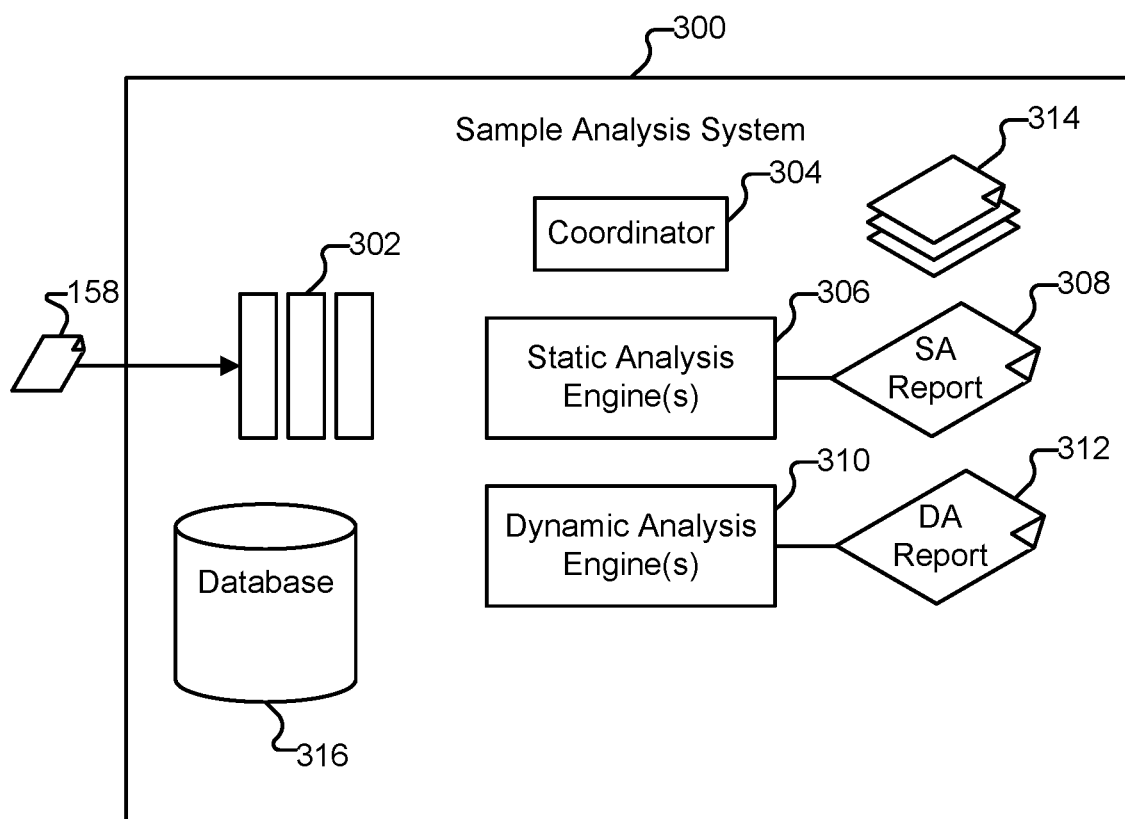 300
Sample Analysis System
314
304
Coordinator
302
158
306
308
Static Analysis
Engine(s)
SA
Report
310
312
Dynamic Analysis
Engine(s)
DA
Report
Database
316